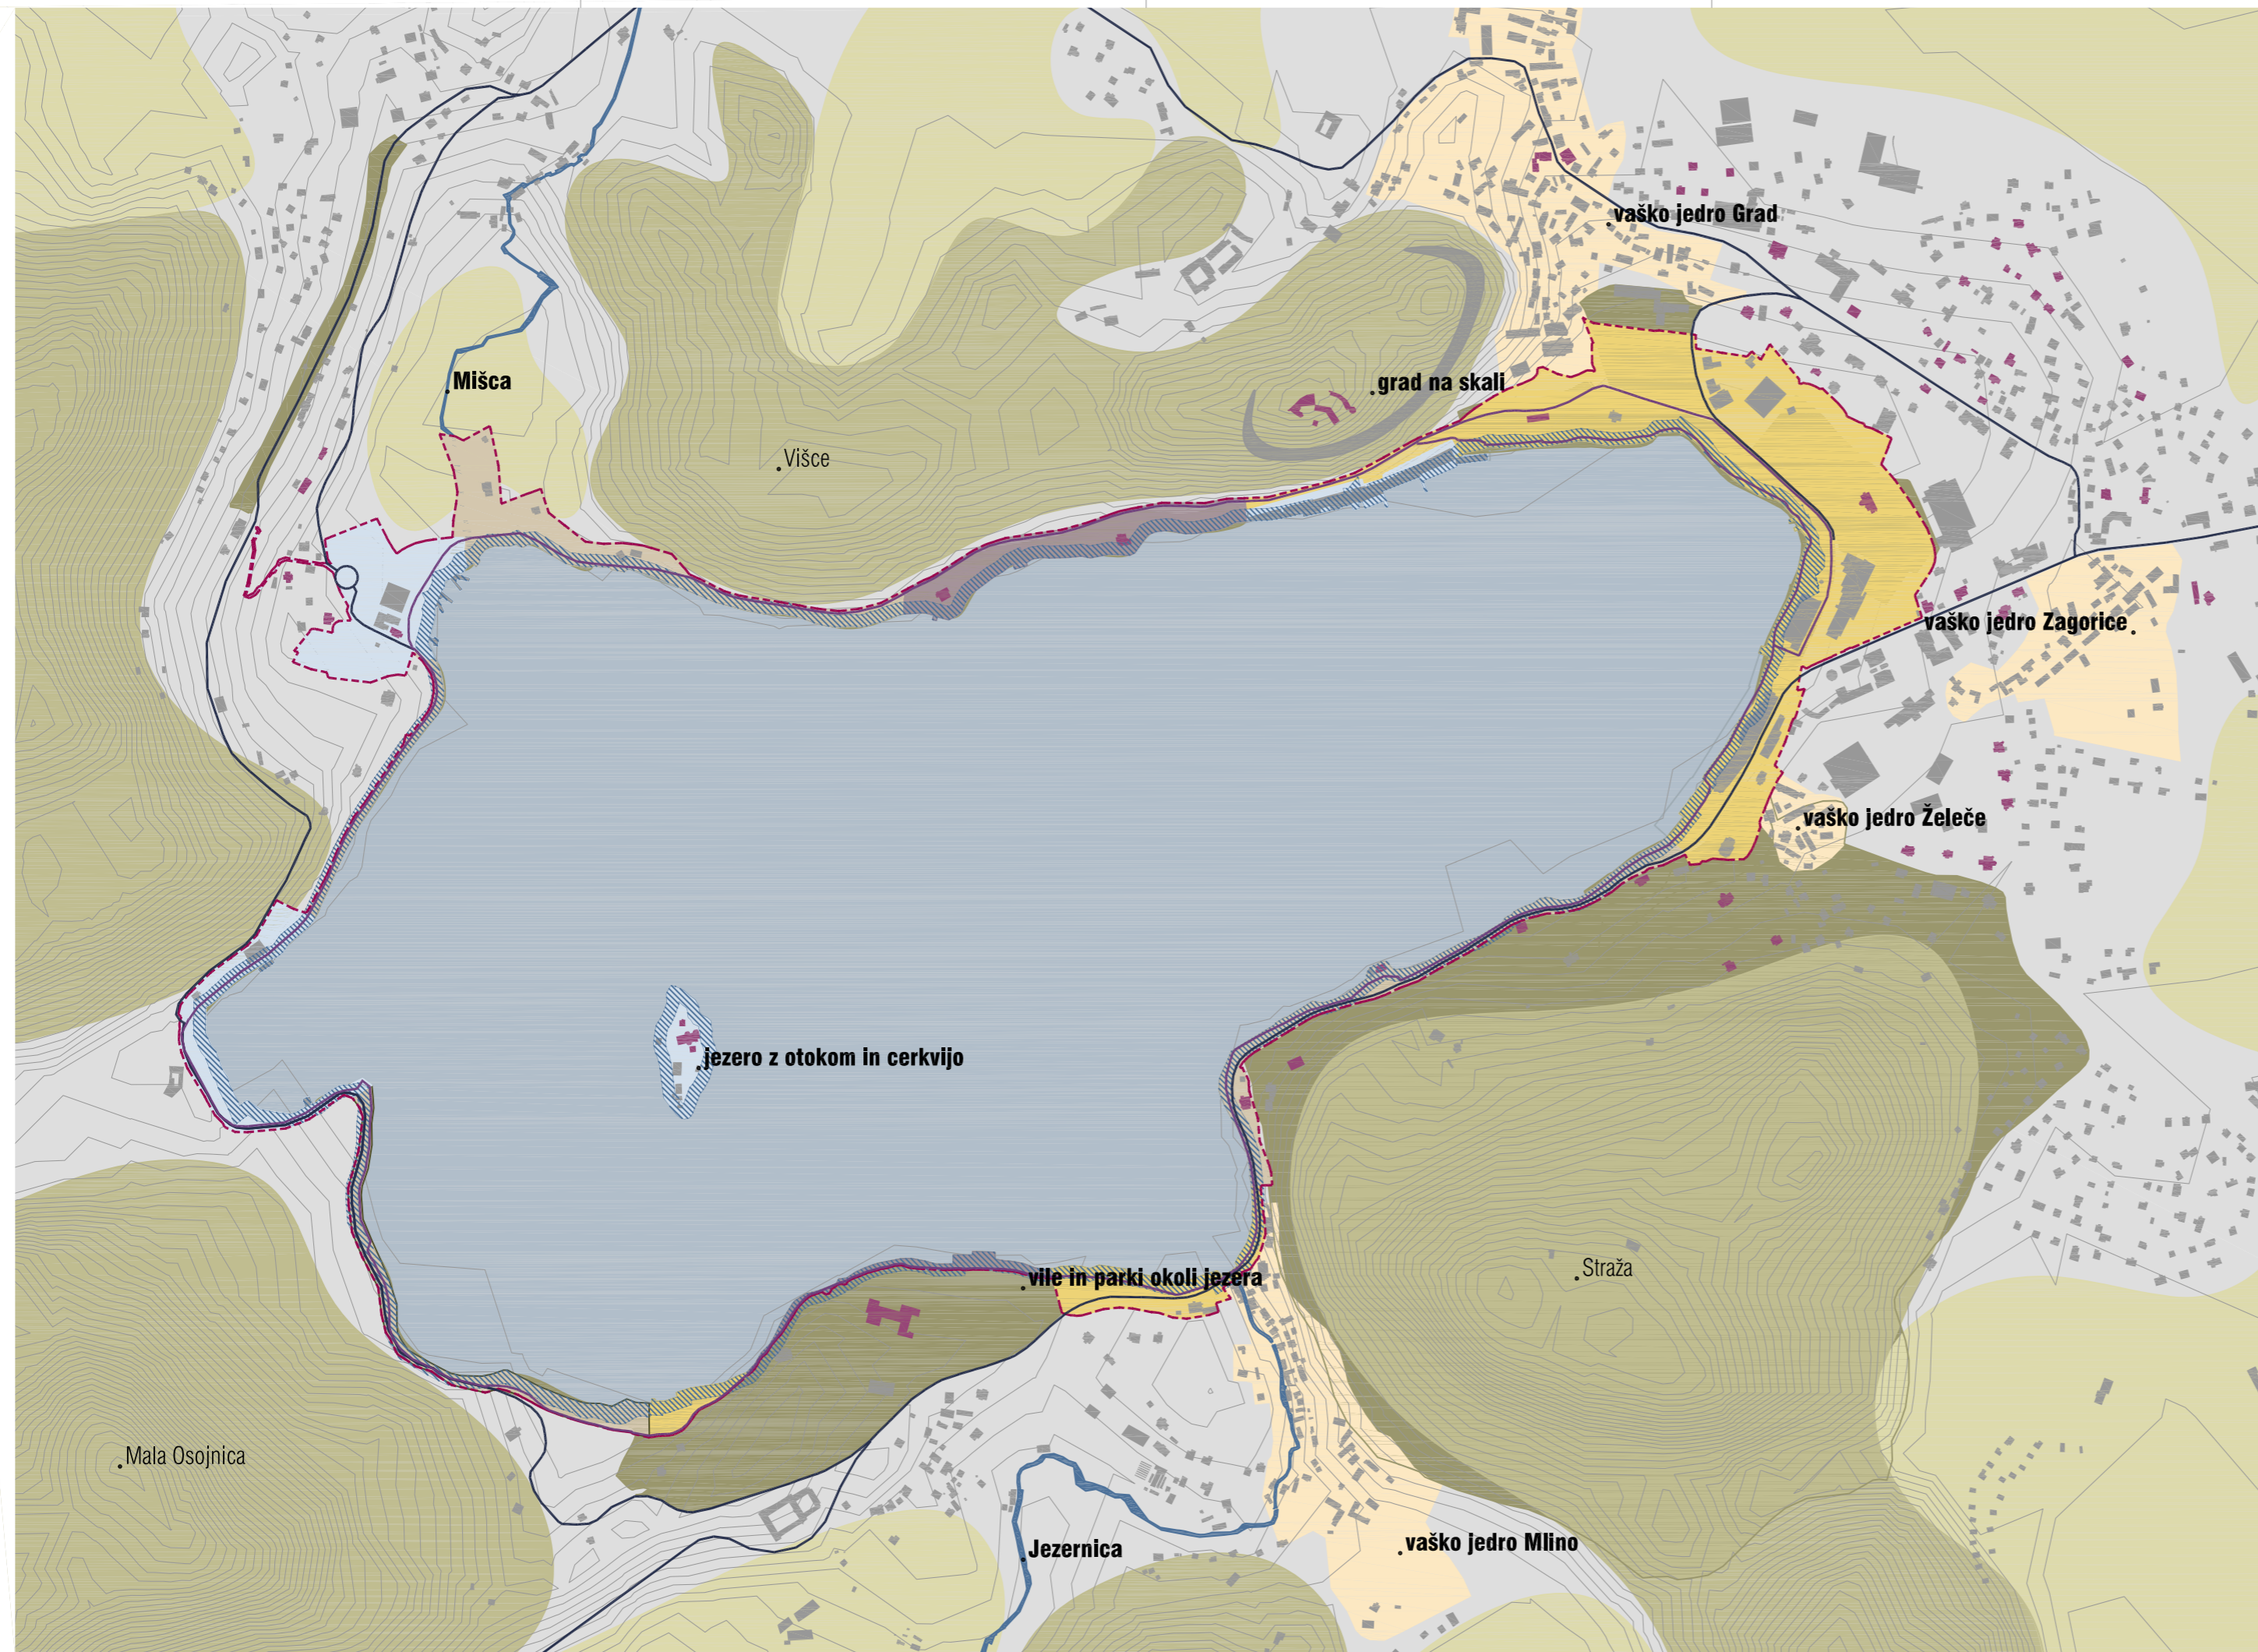 vaško jedro Grad
Mišca
grad na skali
Višce
vaško jedro Zagorice
vaško jedro Želeče
jezero z otokom in cerkvijo
vile in parki okoli jezera
Straža
Mala Osojnica
Jezernica
vaško jedro Mlino